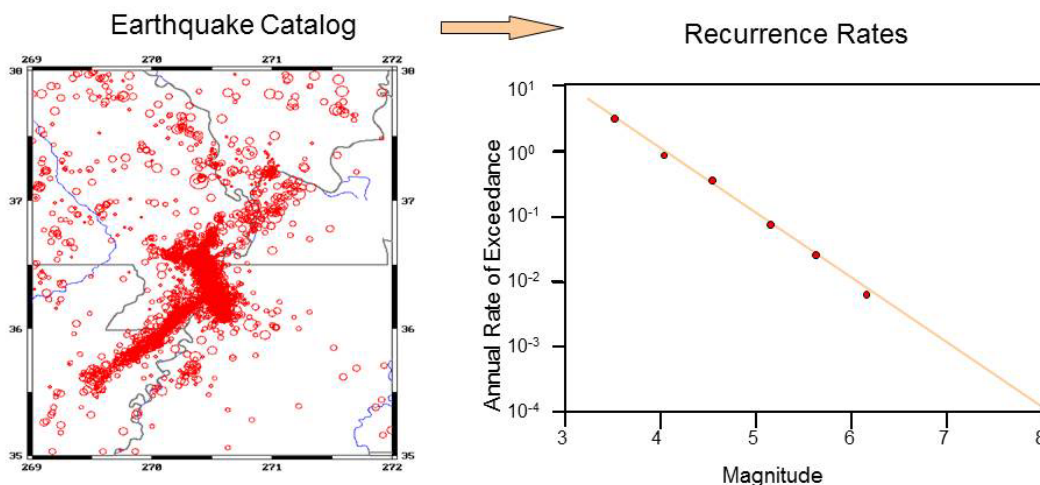 Earthquake Catalog
Recurrence Rates
269 270 271 272
38 38
37 37
36 36
35 35
269 270 271 272
Annual Rate of Exceedance
10¹
10⁰
10⁻¹
10⁻²
10⁻³
10⁻⁴
3 4 5 6 7 8
Magnitude